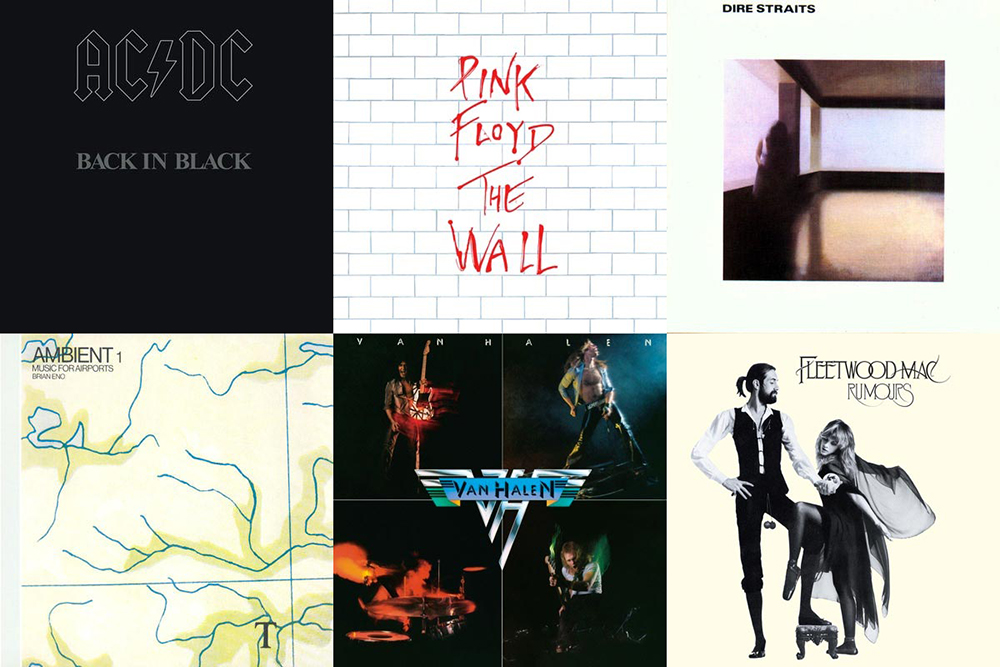 AC⚡DC
BACK IN BLACK
PINK
FLOYD
THE
WALL
DIRE STRAITS
AMBIENT 1
MUSIC FOR AIRPORTS
BRIAN ENO
T
VAN HALEN
VAN HALEN
FLEETWOOD MAC
RUMOURS